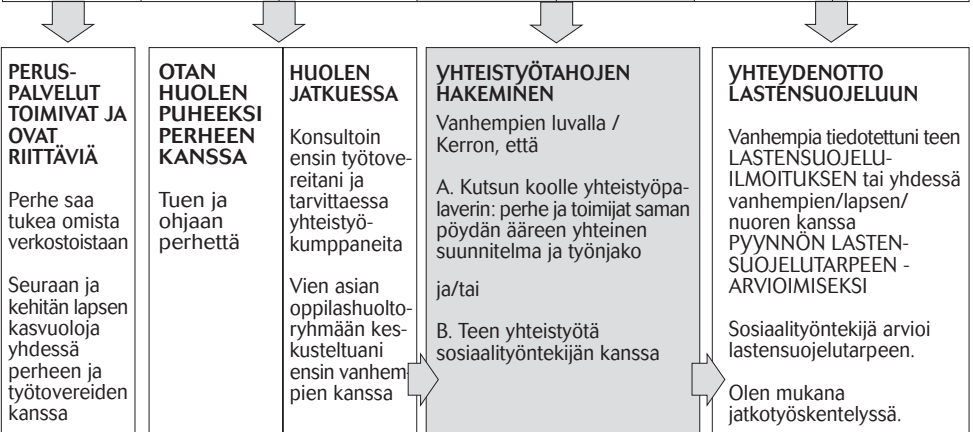 PERUS-
PALVELUT
TOIMIVAT JA
OVAT
RIITTÄVIÄ
Perhe saa
tukea omista
verkostoistaan
Seuraan ja
kehitän lapsen
kasvuoloja
yhdessä
perheen ja
työtovereiden
kanssa
OTAN
HUOLEN
PUHEEKSI
PERHEEN
KANSSA
Tuen ja
ohjaan
perhettä
HUOLEN
JATKUESSA
Konsultoin
ensin työtove-
reitani ja
tarvittaessa
yhteistyö-
kumppaneita
Vien asian
oppilashuolto-
ryhmään kes-
kusteltuani
ensin vanhem-
pien kanssa
YHTEISTYÖTAHOJEN
HAKEMINEN
Vanhempien luvalla /
Kerron, että
A. Kutsun koolle yhteistyöpa-
laverin: perhe ja toimijat saman
pöydän ääreen yhteinen
suunnitelma ja työnjako
ja/tai
B. Teen yhteistyötä
sosiaalityöntekijän kanssa
YHTEYDENOTTO
LASTENSUOJELUUN
Vanhempia tiedotettuni teen
LASTENSUOJELU-
ILMOITUKSEN tai yhdessä
vanhempien/lapsen/
nuoren kanssa
PYYNNÖN LASTEN-
SUOJELUTARPEEN -
ARVIOIMISEKSI
Sosiaalityöntekijä arvioi
lastensuojelutarpeen.
Olen mukana
jatkotyöskentelyssä.